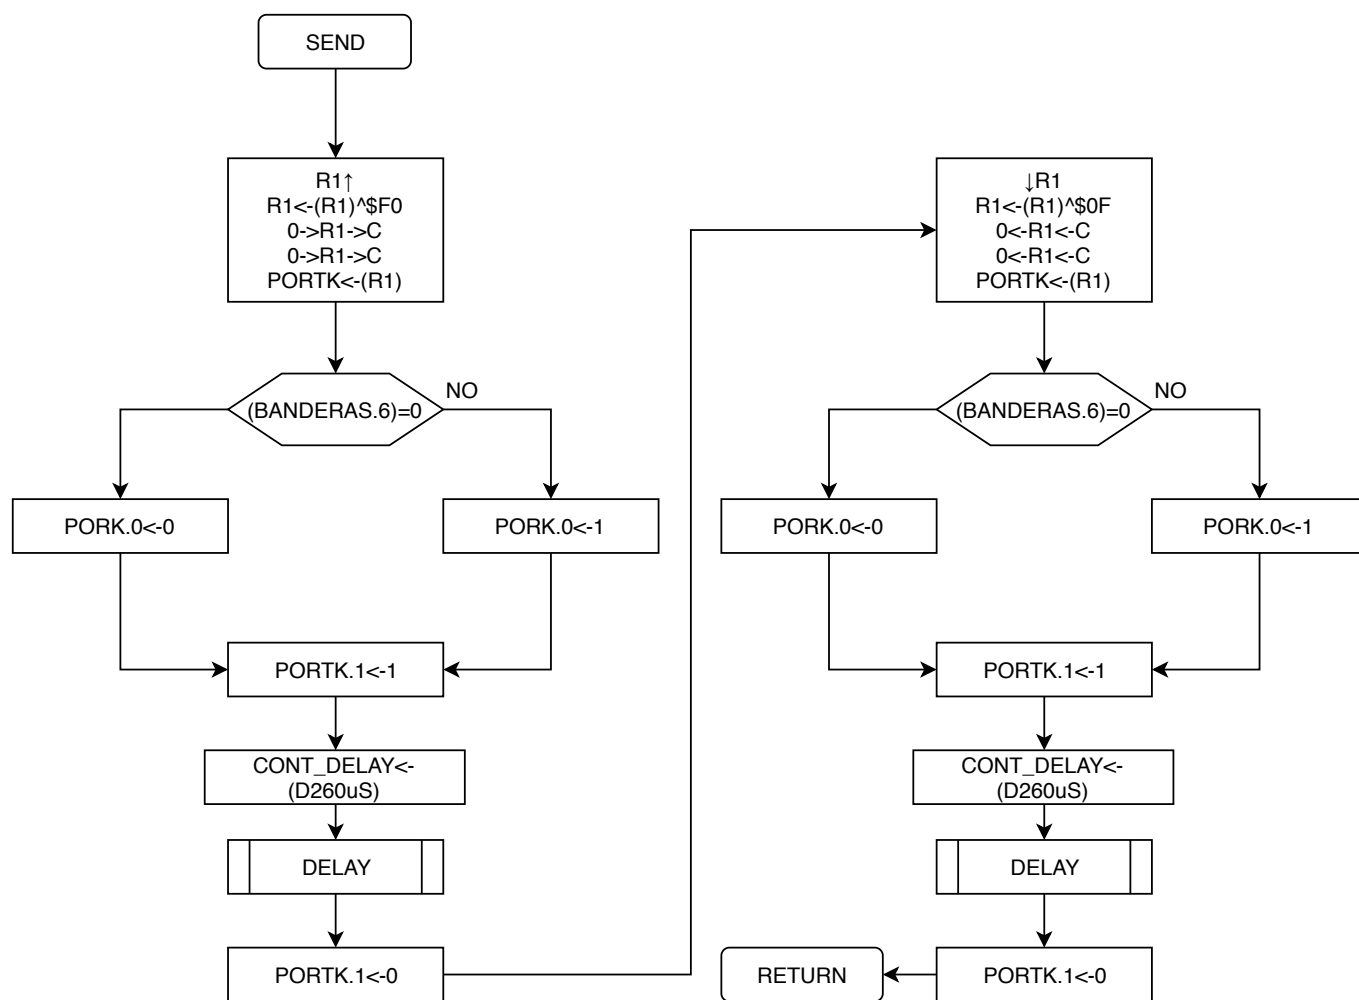 SEND
R1↑
R1<-(R1)^$F0
0->R1->C
0->R1->C
PORTK<-(R1)
(BANDERAS.6)=0
NO
PORK.0<-0
PORK.0<-1
PORTK.1<-1
CONT_DELAY<-
(D260uS)
DELAY
PORTK.1<-0
↓R1
R1<-(R1)^$0F
0<-R1<-C
0<-R1<-C
PORTK<-(R1)
(BANDERAS.6)=0
NO
PORK.0<-0
PORK.0<-1
PORTK.1<-1
CONT_DELAY<-
(D260uS)
DELAY
PORTK.1<-0
RETURN